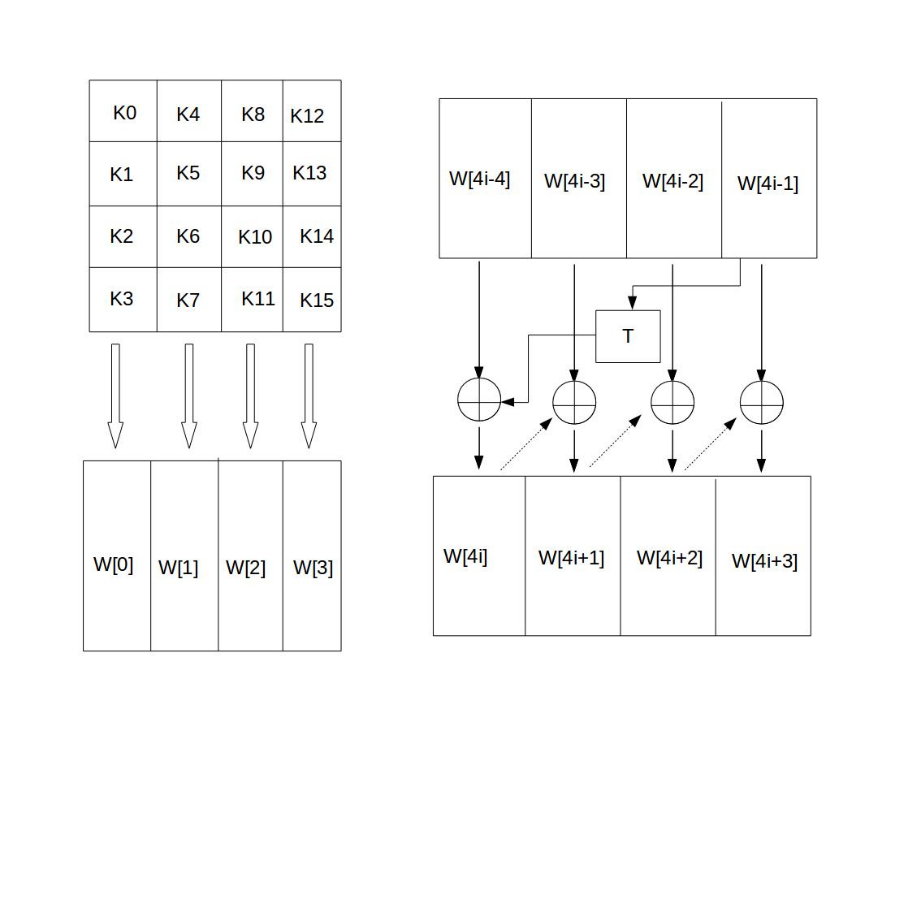 K0 K4 K8 K12
K1 K5 K9 K13
K2 K6 K10 K14
K3 K7 K11 K15
W[0] W[1] W[2] W[3]
W[4i-4] W[4i-3] W[4i-2] W[4i-1]
T
W[4i] W[4i+1] W[4i+2] W[4i+3]